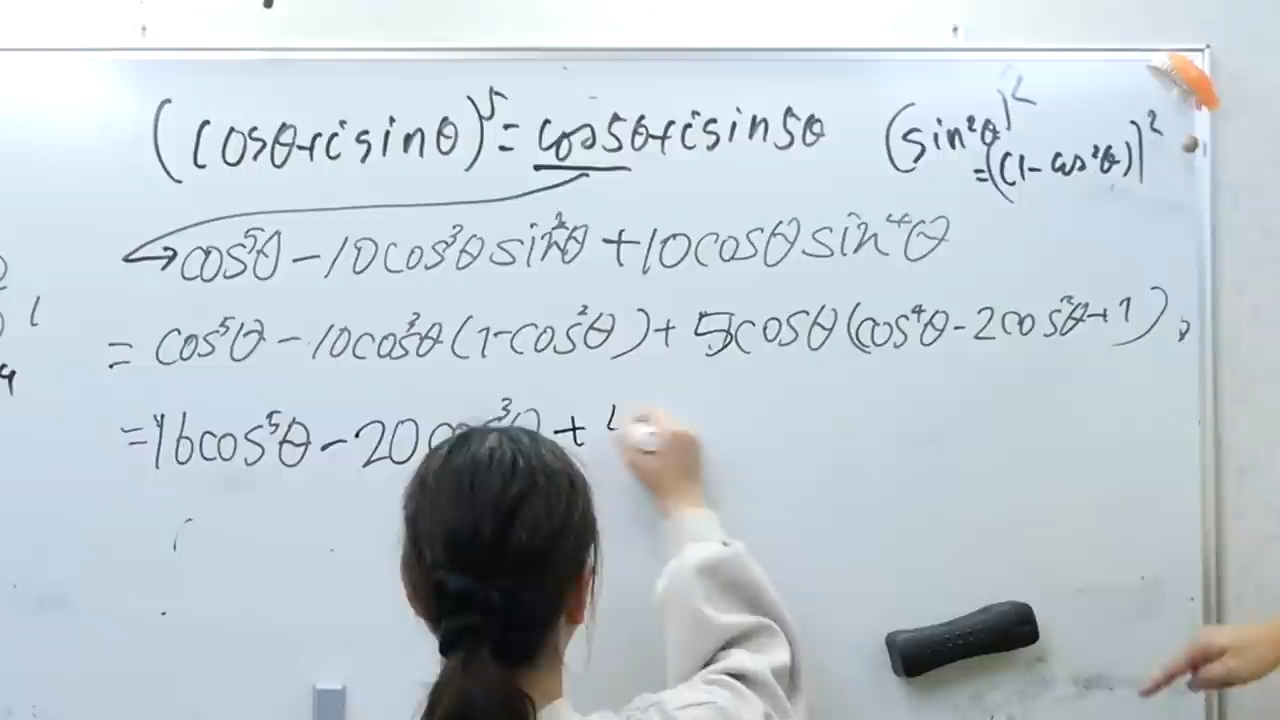 (cosθ+isinθ)⁵=cos5θ+isin5θ
(sin²θ)²
=((1-cos²θ))²
→cos⁵θ-10cos³θsin²θ+10cosθsin⁴θ
=cos⁵θ-10cos³θ(1-cos²θ)+5cosθ(cos⁴θ-2cos²θ+1),
=16cos⁵θ-20cos³θ+